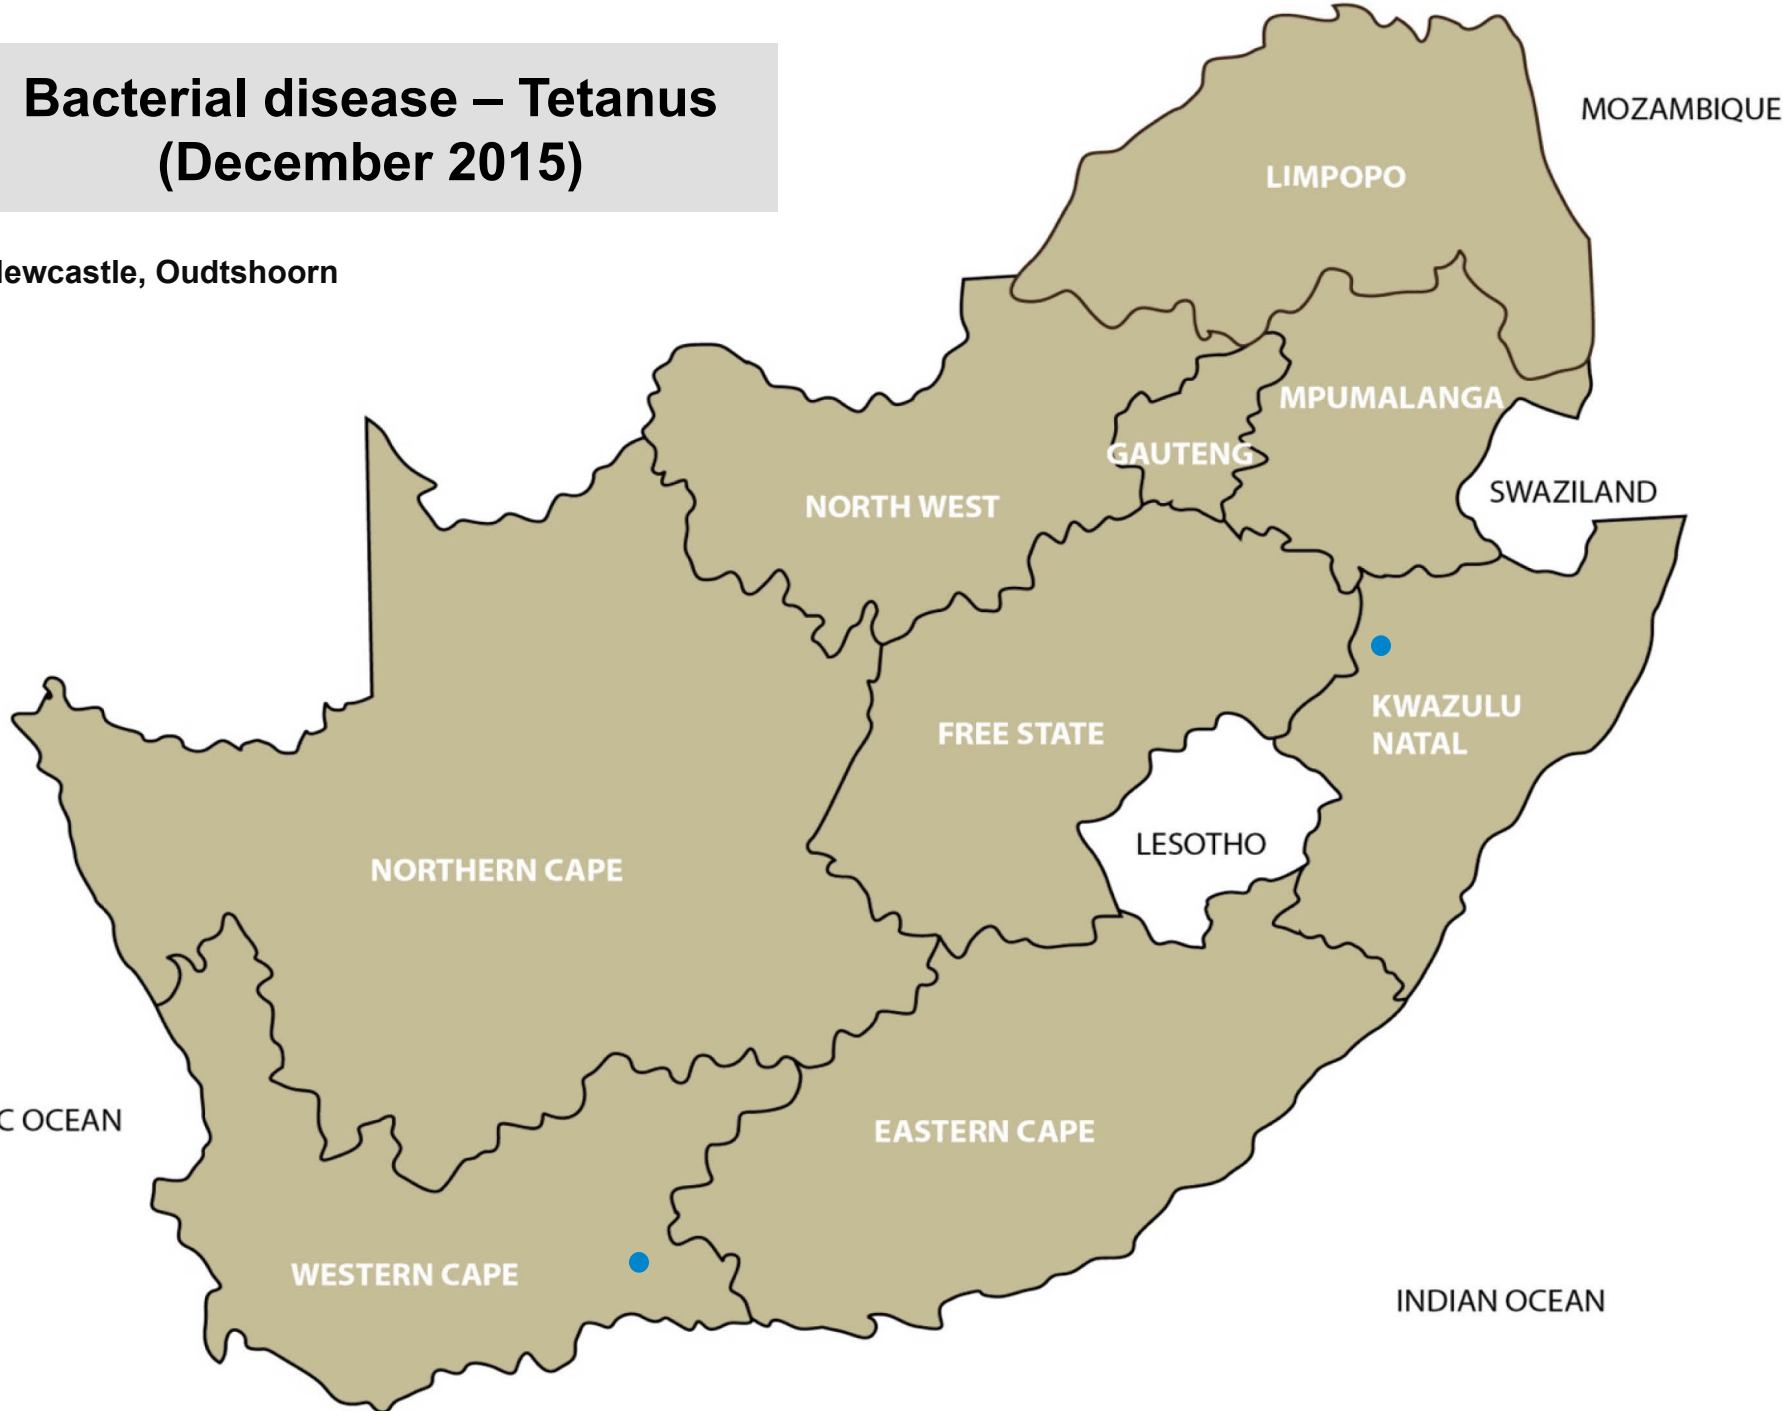 Bacterial disease – Tetanus
(December 2015)
MOZAMBIQUE
LIMPOPO
Oudtshoorn
MPUMALANGA
GAUTENG
SWAZILAND
NORTH WEST
KWAZULU
NATAL
FREE STATE
LESOTHO
NORTHERN CAPE
OCEAN
EASTERN CAPE
WESTERN CAPE
INDIAN OCEAN